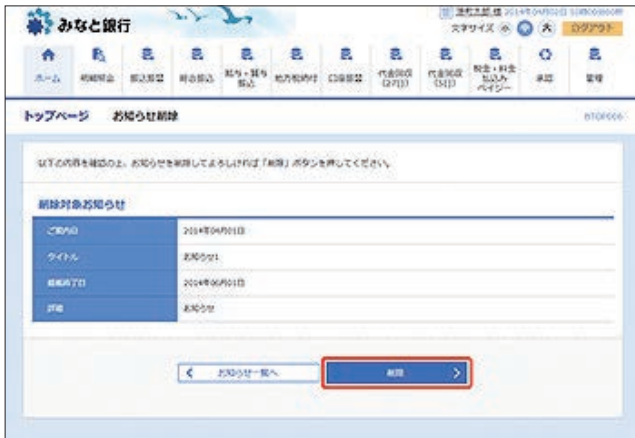 みなと銀行
文字サイズ 小 中 大 ログアウト
ホーム 明細照会 振込振替 総合振込 給与・賞与振込 地方税納付 口座振替 代金回収 代金回収 税金・料金払込みペイジー 承認 管理
トップページ お知らせ削除 BTOP006
以下の内容を確認の上、お知らせを削除してよろしければ「削除」ボタンを押してください。
削除対象お知らせ
ご案内日 2014年04月01日
タイトル お知らせ1
掲載終了日 2014年06月01日
詳細 お知らせ
お知らせ一覧へ 削除